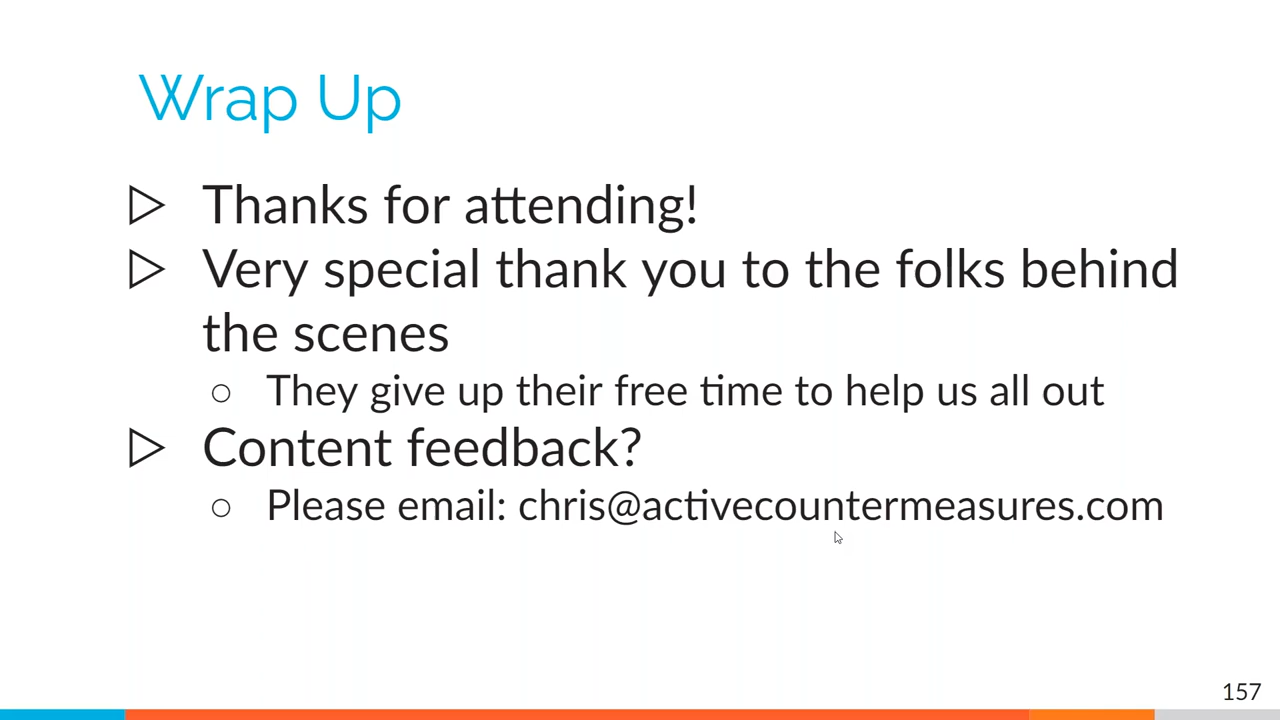 Wrap Up
Thanks for attending!
Very special thank you to the folks behind
the scenes
They give up their free time to help us all out
Content feedback?
Please email: chris@activecountermeasures.com
157